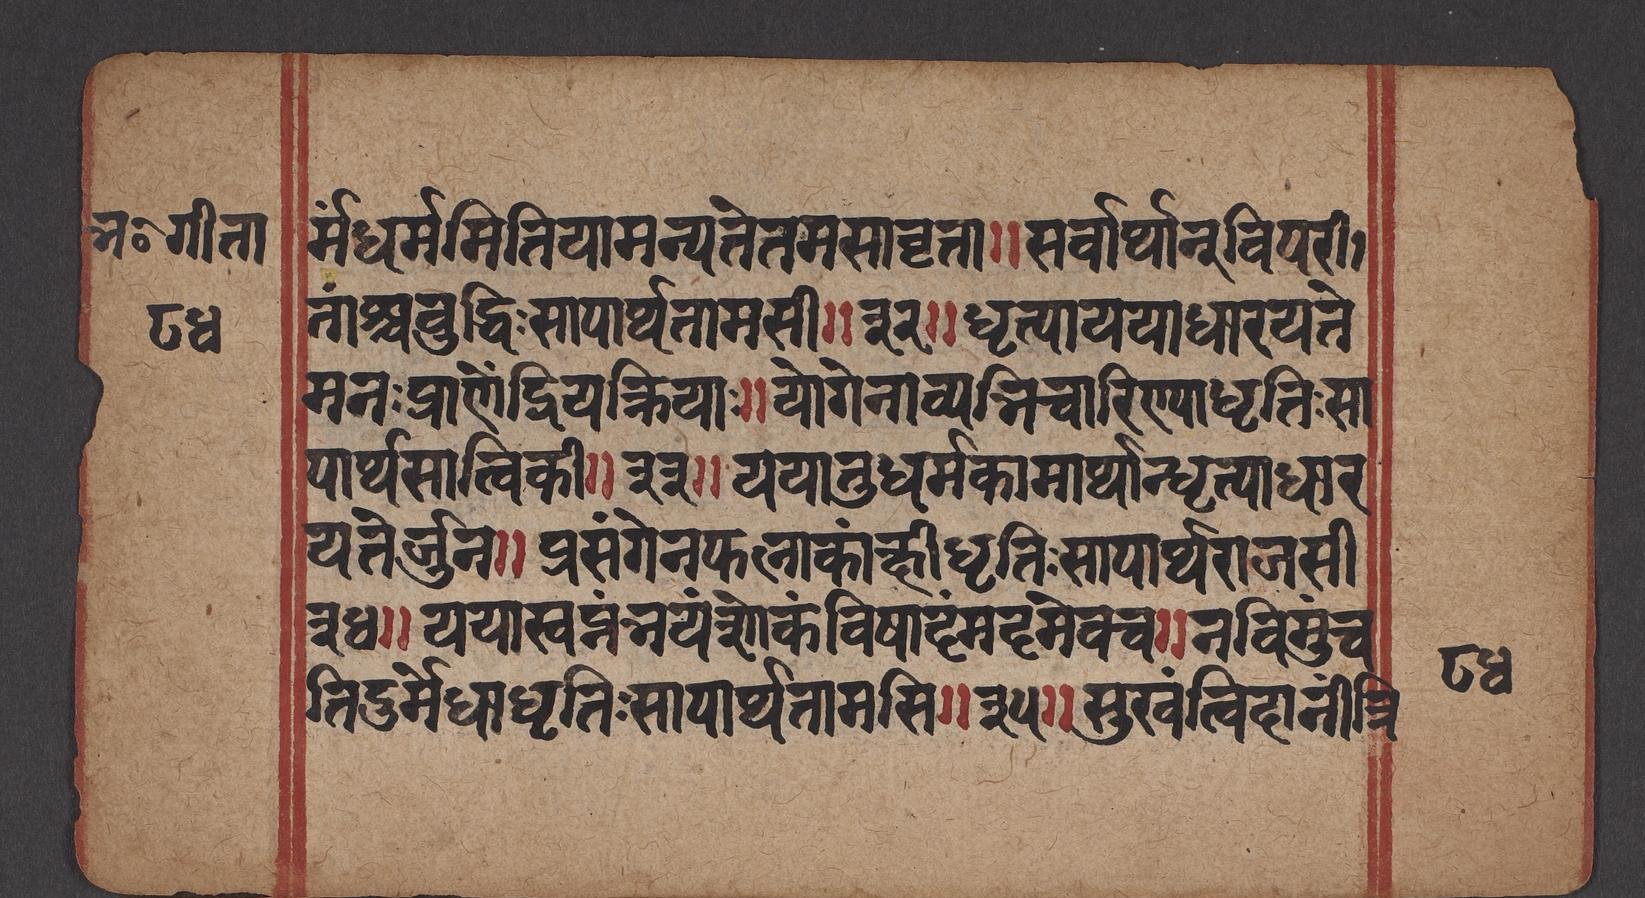 भ॰गीता
८४
र्मंधर्ममितियामन्यतेतमसावृता॥सर्वार्थान्विपरी।
तांश्चबुद्धिःसापार्थतामसी॥३२॥धृत्याययाधारयते
मनःप्राणेंद्रियक्रियाः॥योगेनाव्यभिचारिण्याधृतिःसा
पार्थसात्विकी॥३३॥ययातुधर्मकामार्थान्धृत्याधार
यतेर्जुन॥प्रसंगेनफलाकांक्षीधृतिःसापार्थराजसी
३४॥ययास्वप्नंभयंशोकंविषादंमदमेवच॥नविमुंच
तिदुर्मेधाधृतिःसापार्थतामसि॥३५॥सुखंत्विदानींत्रि
८४